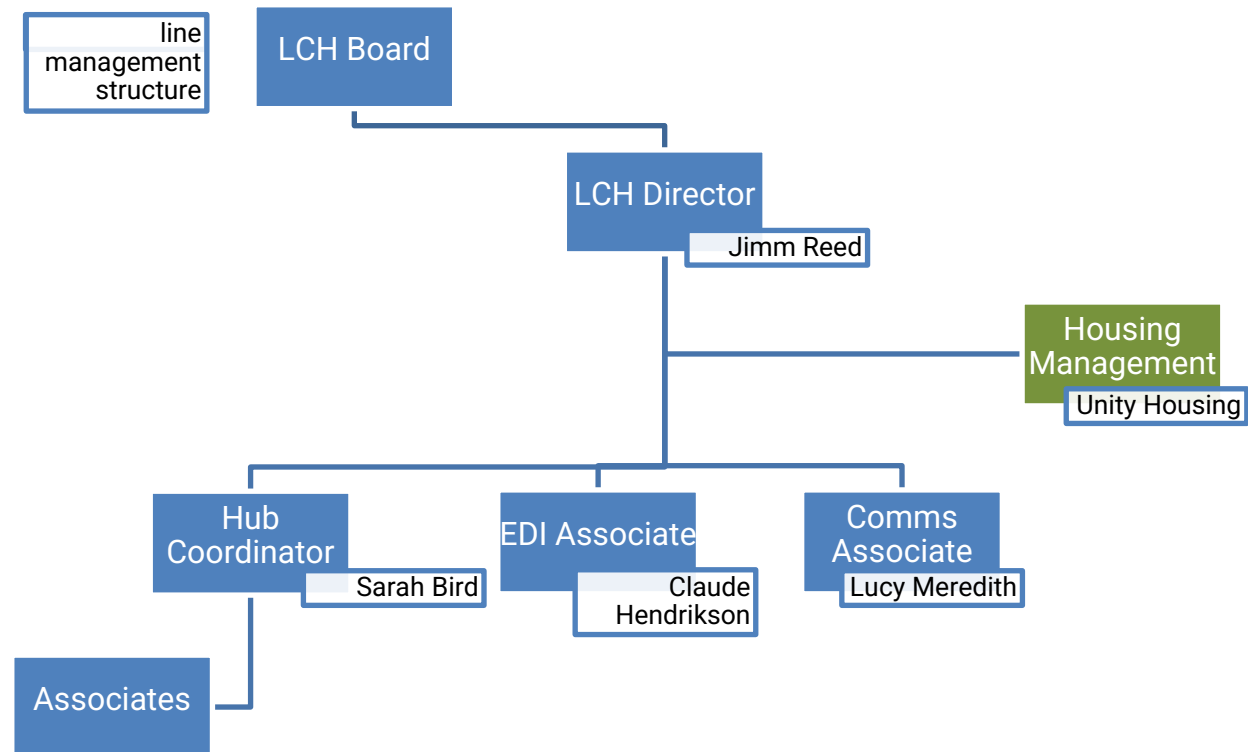 line
management
structure
LCH Board
LCH Director
Jimm Reed
Housing
Management
Unity Housing
Hub
Coordinator
Sarah Bird
EDI Associate
Claude
Hendrikson
Comms
Associate
Lucy Meredith
Associates